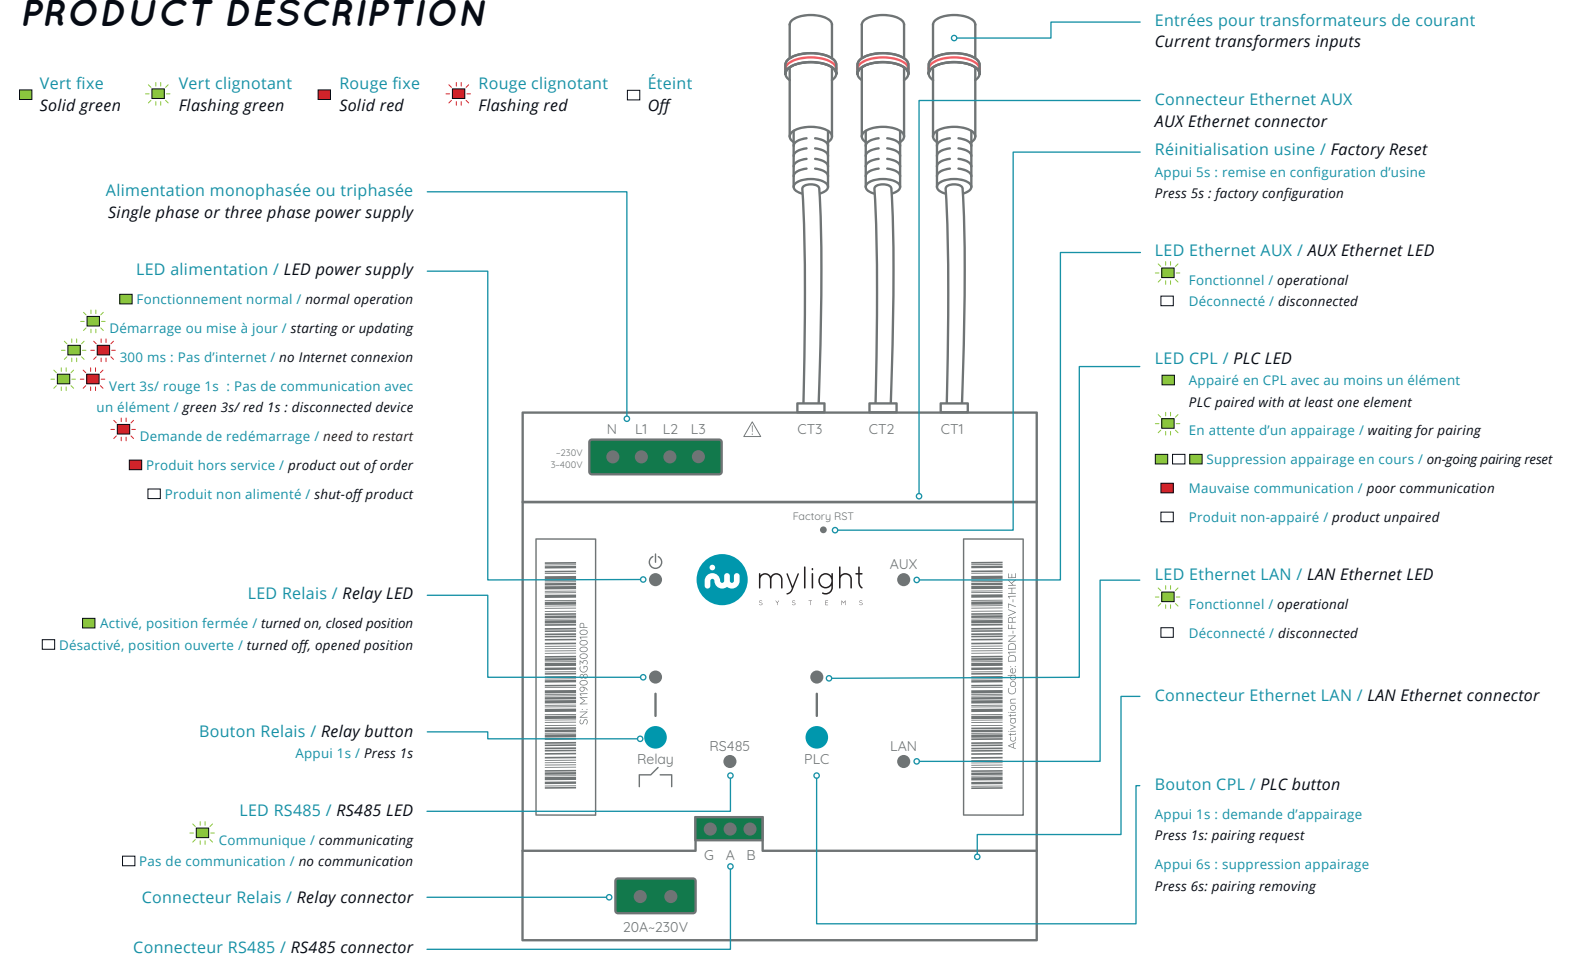 PRODUCT DESCRIPTION
Vert fixe
Solid green
Vert clignotant
Flashing green
Rouge fixe
Solid red
Rouge clignotant
Flashing red
Éteint
Off
Alimentation monophasée ou triphasée
Single phase or three phase power supply
LED alimentation / LED power supply
Fonctionnement normal / normal operation
Démarrage ou mise à jour / starting or updating
300 ms : Pas d'internet / no Internet connexion
Vert 3s/ rouge 1s : Pas de communication avec
un élément / green 3s/ red 1s : disconnected device
Demande de redémarrage / need to restart
Produit hors service / product out of order
Produit non alimenté / shut-off product
LED Relais / Relay LED
Activé, position fermée / turned on, closed position
Désactivé, position ouverte / turned off, opened position
Bouton Relais / Relay button
Appui 1s / Press 1s
LED RS485 / RS485 LED
Communique / communicating
Pas de communication / no communication
Connecteur Relais / Relay connector
Connecteur RS485 / RS485 connector
CT3 CT2 CT1
N L1 L2 L3
~230V
3~400V
Factory RST
mylight
SYSTEMS
AUX
SN: M1908G300010P
Activation Code: D1DN-FRV7-1HKE
Relay
RS485
PLC
LAN
G A B
20A~230V
Entrées pour transformateurs de courant
Current transformers inputs
Connecteur Ethernet AUX
AUX Ethernet connector
Réinitialisation usine / Factory Reset
Appui 5s : remise en configuration d'usine
Press 5s : factory configuration
LED Ethernet AUX / AUX Ethernet LED
Fonctionnel / operational
Déconnecté / disconnected
LED CPL / PLC LED
Appairé en CPL avec au moins un élément
PLC paired with at least one element
En attente d'un appairage / waiting for pairing
Suppression appairage en cours / on-going pairing reset
Mauvaise communication / poor communication
Produit non-appairé / product unpaired
LED Ethernet LAN / LAN Ethernet LED
Fonctionnel / operational
Déconnecté / disconnected
Connecteur Ethernet LAN / LAN Ethernet connector
Bouton CPL / PLC button
Appui 1s : demande d'appairage
Press 1s: pairing request
Appui 6s : suppression appairage
Press 6s: pairing removing